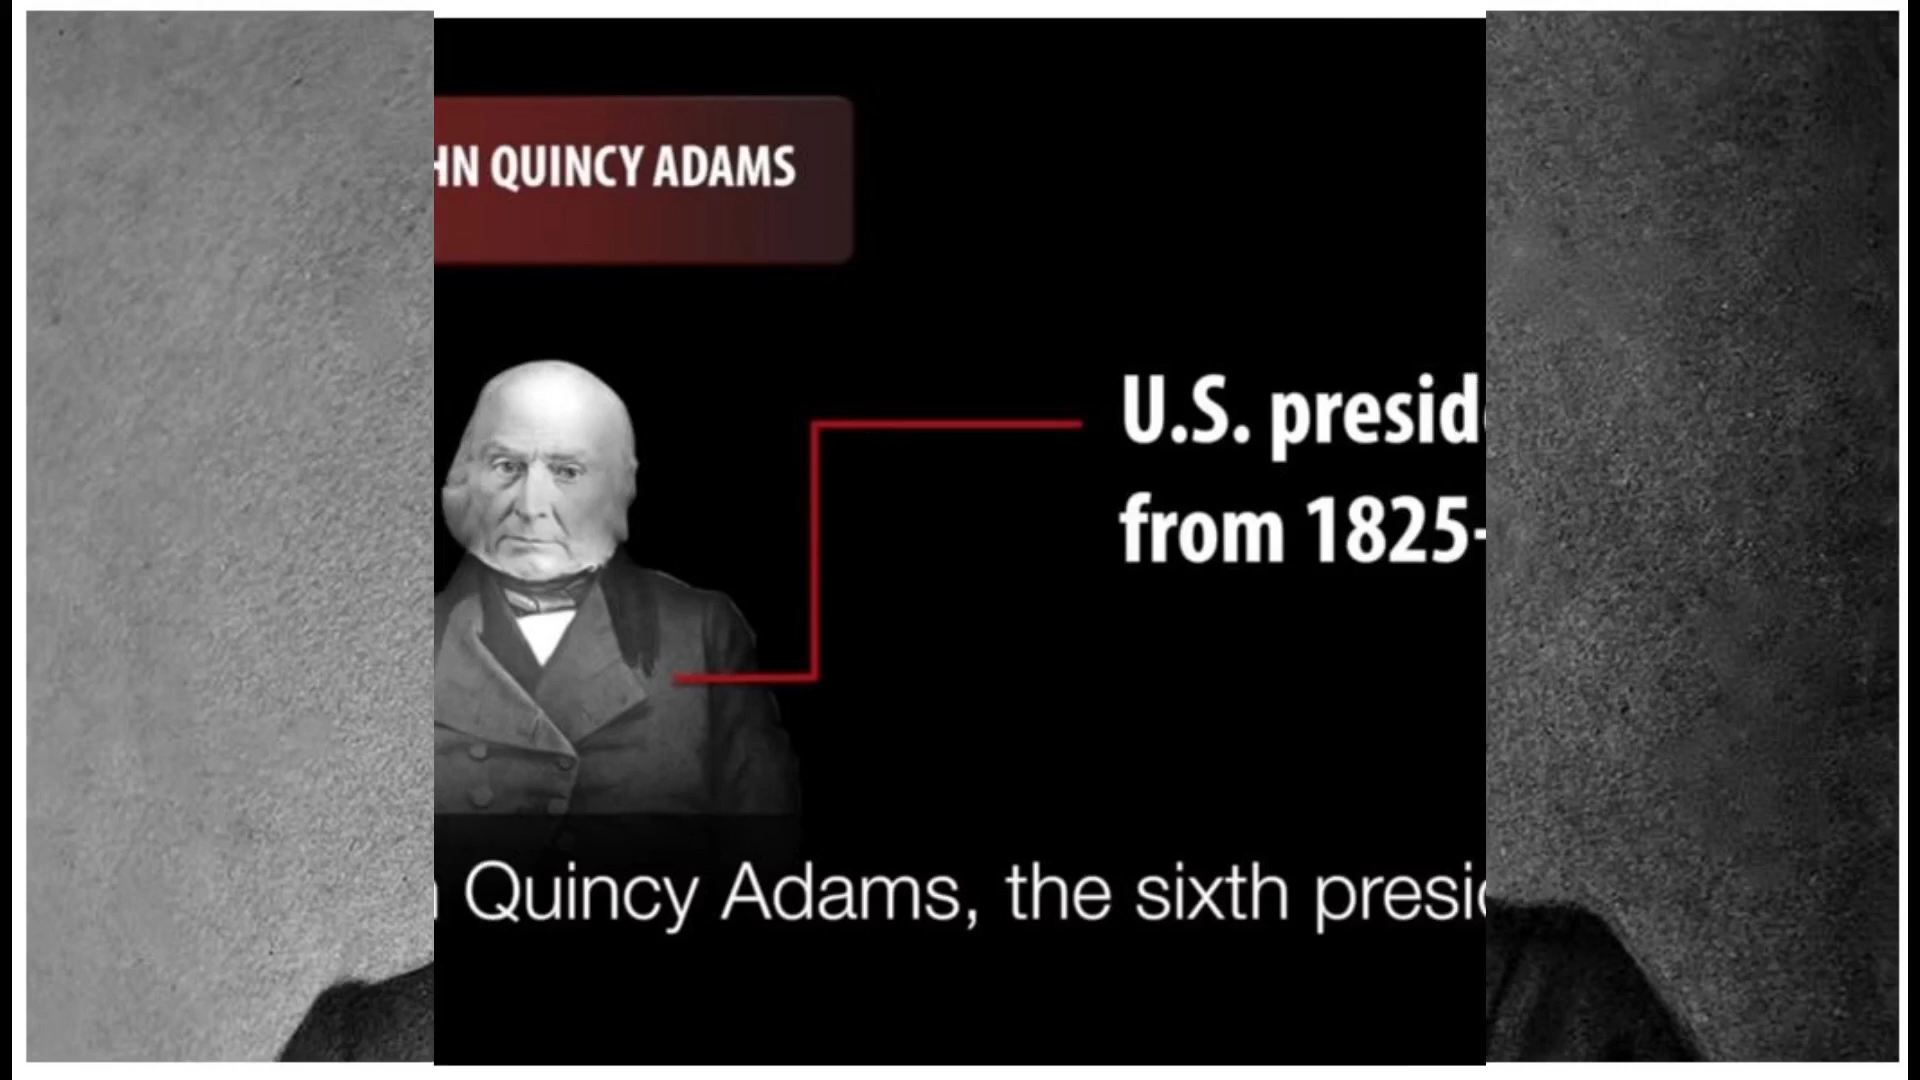 HN QUINCY ADAMS
U.S. presid
from 1825-
Quincy Adams, the sixth presi